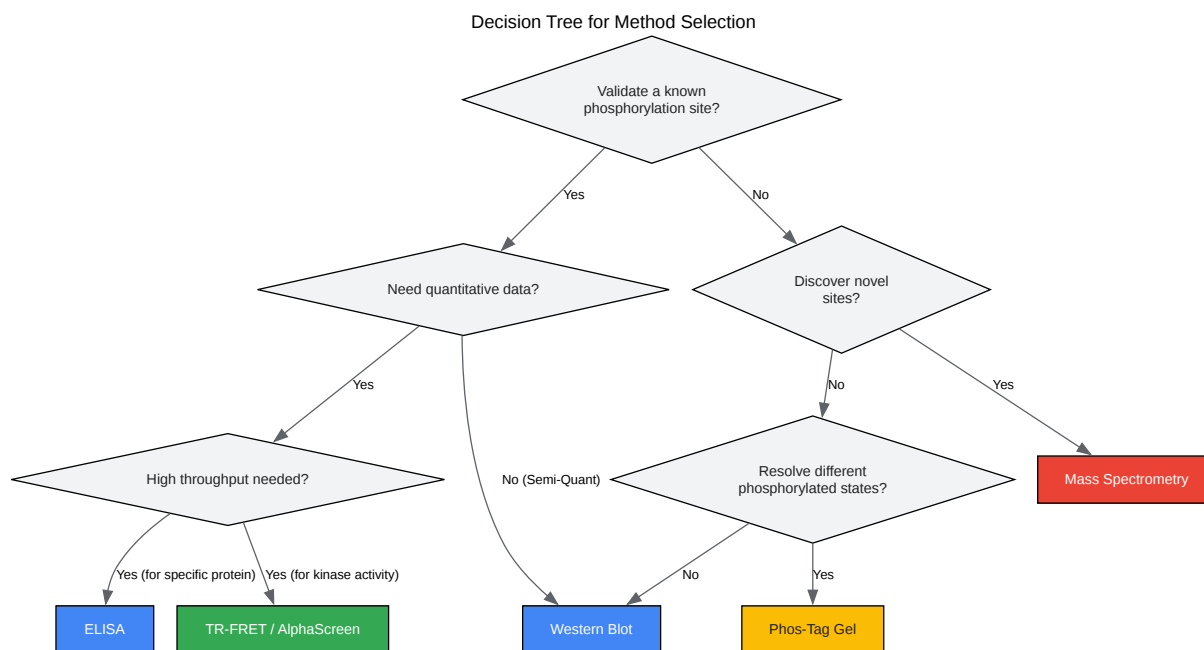 Decision Tree for Method Selection
Validate a known
phosphorylation site?
Yes
No
Need quantitative data?
Discover novel
sites?
Yes
No
Yes
High throughput needed?
No (Semi-Quant)
Resolve different
phosphorylated states?
Mass Spectrometry
Yes (for specific protein)
Yes (for kinase activity)
No
Yes
ELISA
TR-FRET / AlphaScreen
Western Blot
Phos-Tag Gel